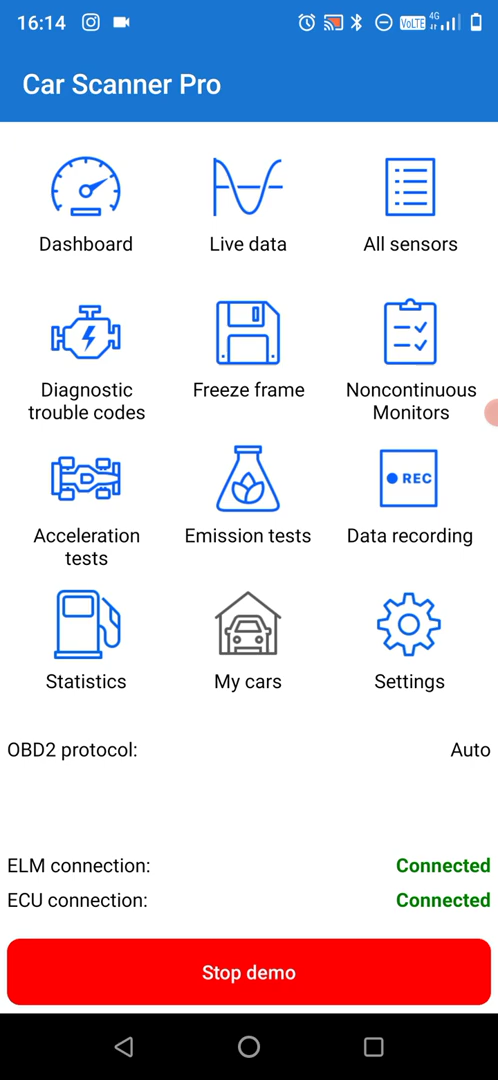 16:14
VoLTE 4G
Car Scanner Pro
Dashboard
Live data
All sensors
Diagnostic
trouble codes
Freeze frame
Noncontinuous
Monitors
Acceleration
tests
Emission tests
REC
Data recording
Statistics
My cars
Settings
OBD2 protocol:
Auto
ELM connection:
Connected
ECU connection:
Connected
Stop demo